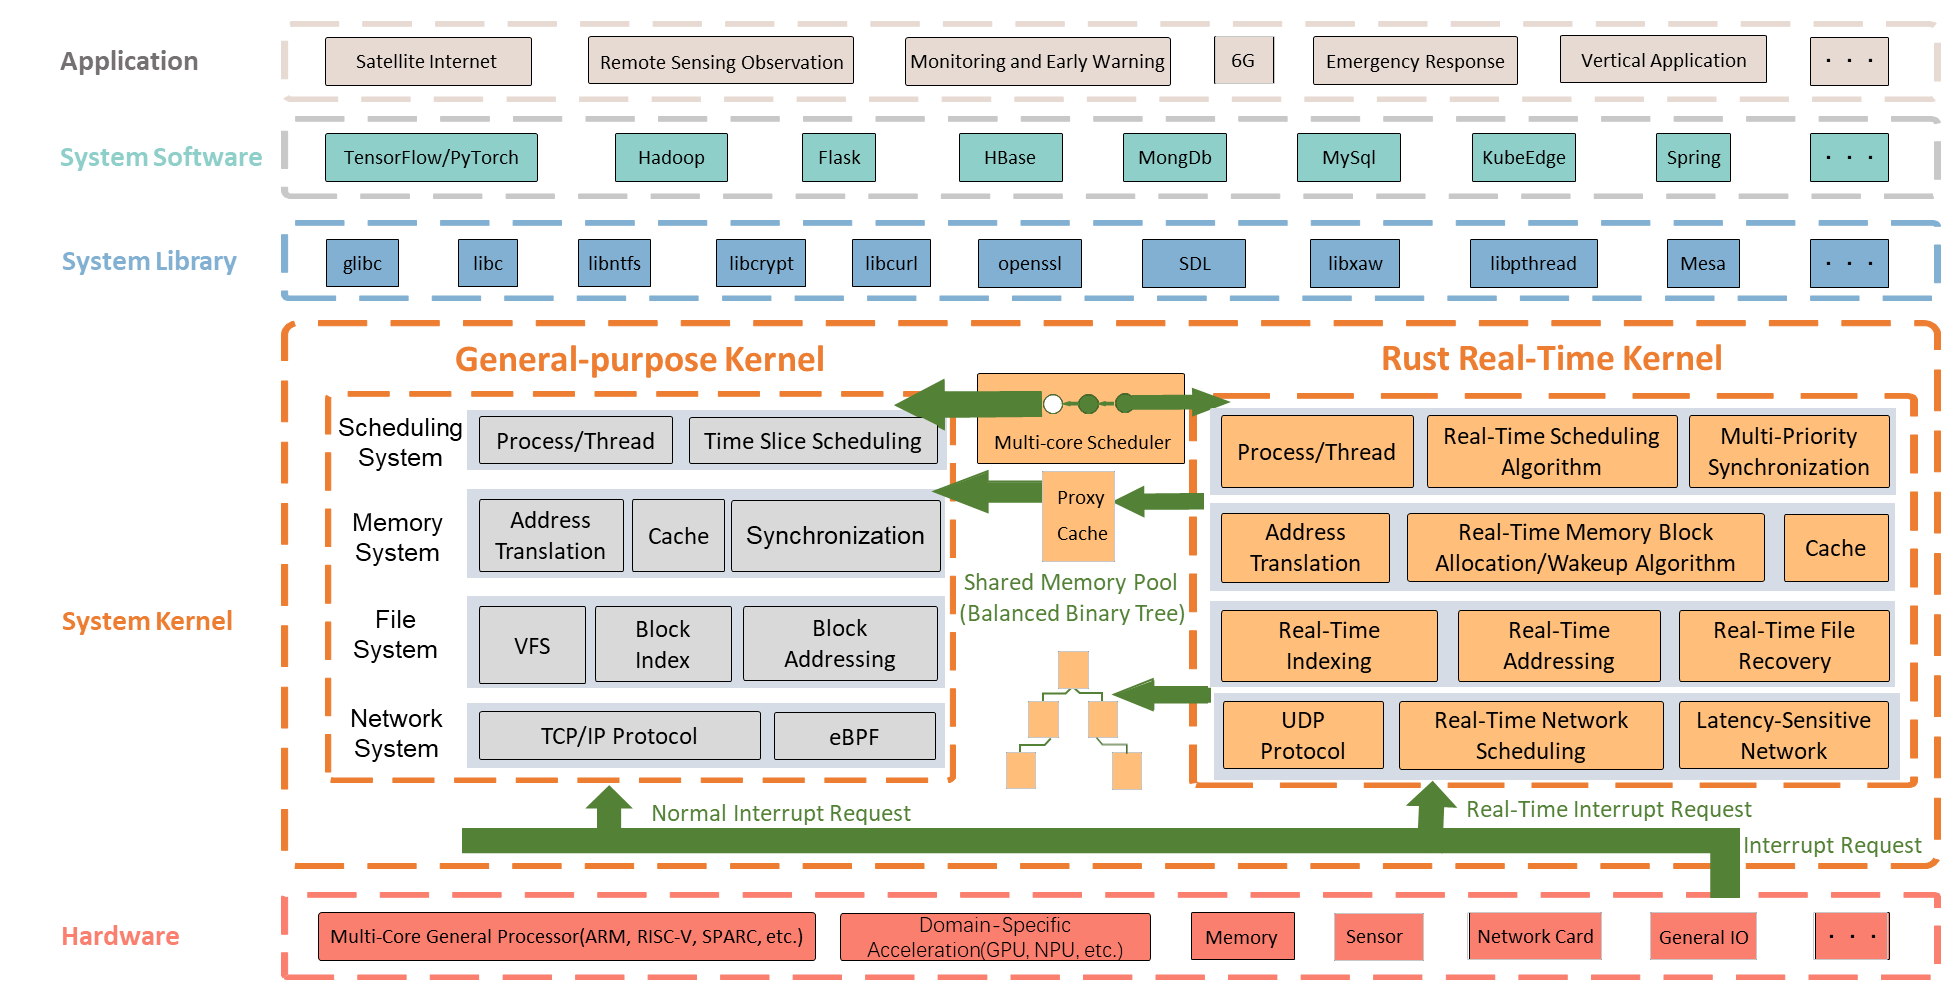 Application
Satellite Internet
Remote Sensing Observation
Monitoring and Early Warning
6G
Emergency Response
Vertical Application
· · ·
System Software
TensorFlow/PyTorch
Hadoop
Flask
HBase
MongDb
MySql
KubeEdge
Spring
· · ·
System Library
glibc
libc
libntfs
libcrypt
libcurl
openssl
SDL
libxaw
libpthread
Mesa
· · ·
System Kernel
General-purpose Kernel
Scheduling
System
Process/Thread
Time Slice Scheduling
Memory
System
Address
Translation
Cache
Synchronization
File
System
VFS
Block
Index
Block
Addressing
Network
System
TCP/IP Protocol
eBPF
Multi-core Scheduler
Proxy
Cache
Shared Memory Pool
(Balanced Binary Tree)
Rust Real-Time Kernel
Process/Thread
Real-Time Scheduling
Algorithm
Multi-Priority
Synchronization
Address
Translation
Real-Time Memory Block
Allocation/Wakeup Algorithm
Cache
Real-Time
Indexing
Real-Time
Addressing
Real-Time File
Recovery
UDP
Protocol
Real-Time Network
Scheduling
Latency-Sensitive
Network
Normal Interrupt Request
Real-Time Interrupt Request
Interrupt Request
Hardware
Multi-Core General Processor(ARM, RISC-V, SPARC, etc.)
Domain-Specific
Acceleration(GPU, NPU, etc.)
Memory
Sensor
Network Card
General IO
· · ·